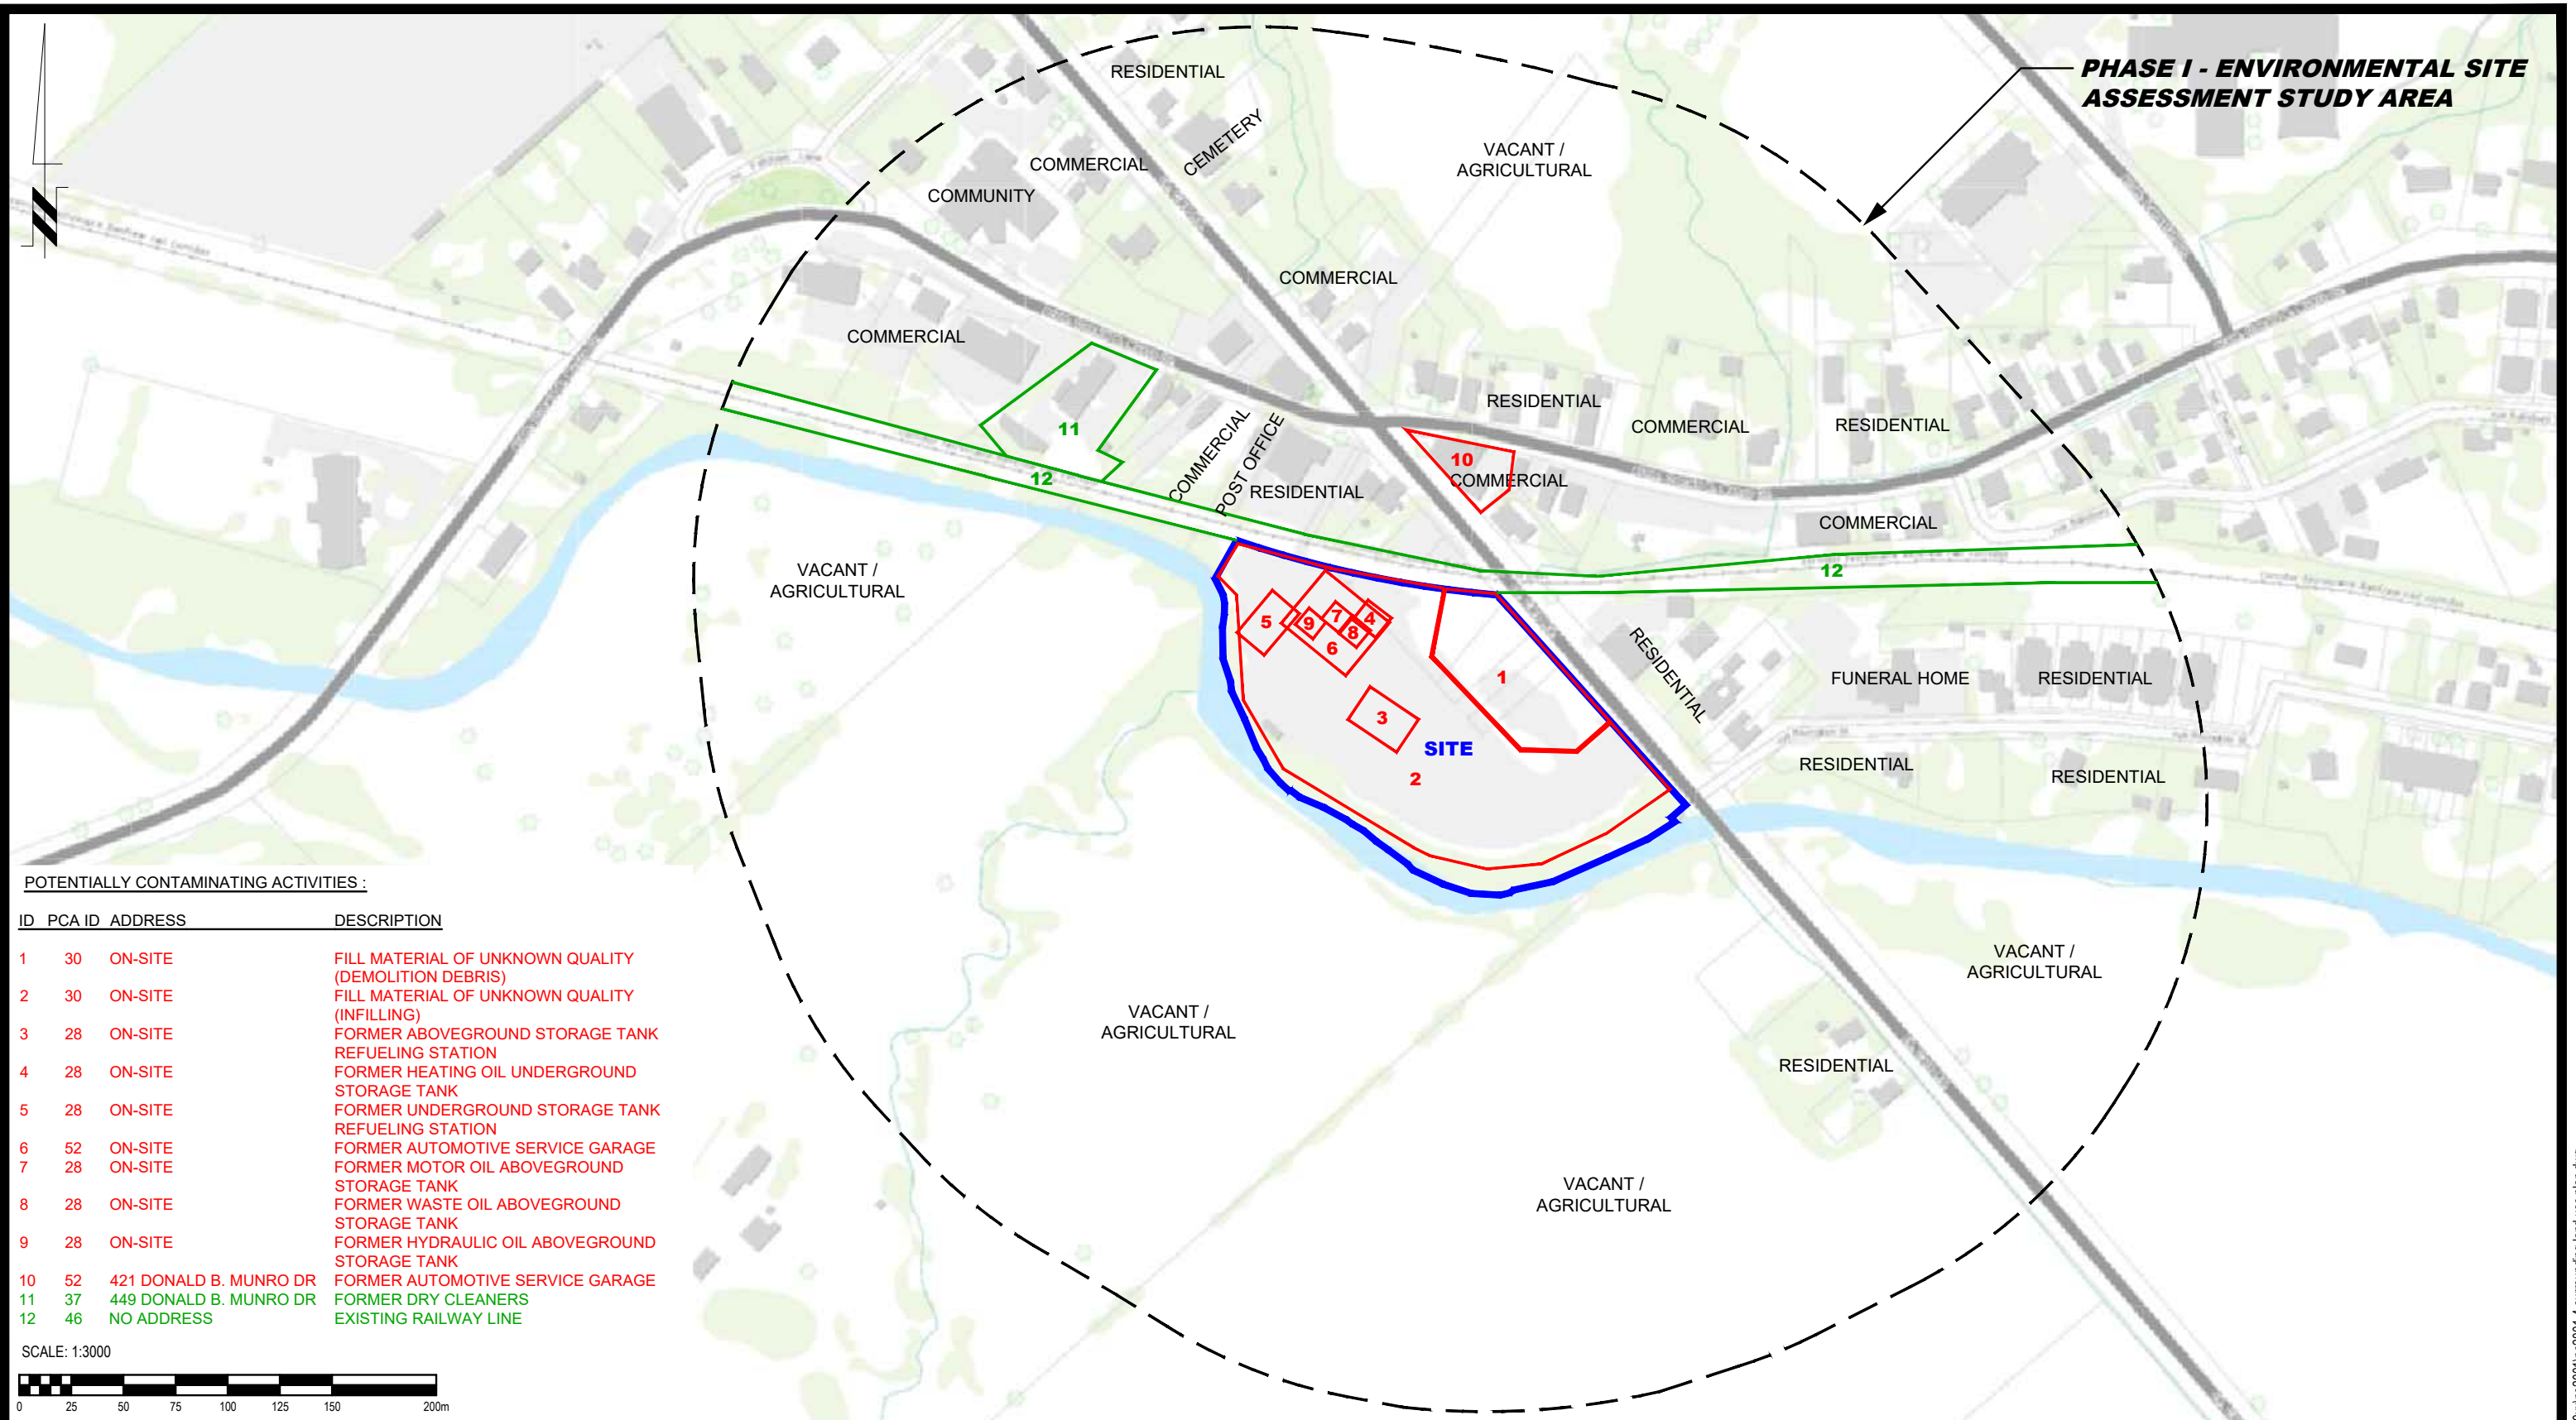 PHASE I - ENVIRONMENTAL SITE
ASSESSMENT STUDY AREA
RESIDENTIAL
CEMETERY
COMMERCIAL
COMMUNITY
VACANT /
AGRICULTURAL
COMMERCIAL
COMMERCIAL
RESIDENTIAL
COMMERCIAL
RESIDENTIAL
11
COMMERCIAL
POST OFFICE
RESIDENTIAL
10
COMMERCIAL
12
COMMERCIAL
12
VACANT /
AGRICULTURAL
5
9
7
4
8
6
3
1
SITE
2
RESIDENTIAL
FUNERAL HOME
RESIDENTIAL
RESIDENTIAL
RESIDENTIAL
VACANT /
AGRICULTURAL
VACANT /
AGRICULTURAL
RESIDENTIAL
VACANT /
AGRICULTURAL
POTENTIALLY CONTAMINATING ACTIVITIES :
ID PCA ID ADDRESS DESCRIPTION
1 30 ON-SITE FILL MATERIAL OF UNKNOWN QUALITY
(DEMOLITION DEBRIS)
2 30 ON-SITE FILL MATERIAL OF UNKNOWN QUALITY
(INFILLING)
3 28 ON-SITE FORMER ABOVEGROUND STORAGE TANK
REFUELING STATION
4 28 ON-SITE FORMER HEATING OIL UNDERGROUND
STORAGE TANK
5 28 ON-SITE FORMER UNDERGROUND STORAGE TANK
REFUELING STATION
6 52 ON-SITE FORMER AUTOMOTIVE SERVICE GARAGE
7 28 ON-SITE FORMER MOTOR OIL ABOVEGROUND
STORAGE TANK
8 28 ON-SITE FORMER WASTE OIL ABOVEGROUND
STORAGE TANK
9 28 ON-SITE FORMER HYDRAULIC OIL ABOVEGROUND
STORAGE TANK
10 52 421 DONALD B. MUNRO DR FORMER AUTOMOTIVE SERVICE GARAGE
11 37 449 DONALD B. MUNRO DR FORMER DRY CLEANERS
12 46 NO ADDRESS EXISTING RAILWAY LINE
SCALE: 1:3000
0 25 50 75 100 125 150 200m